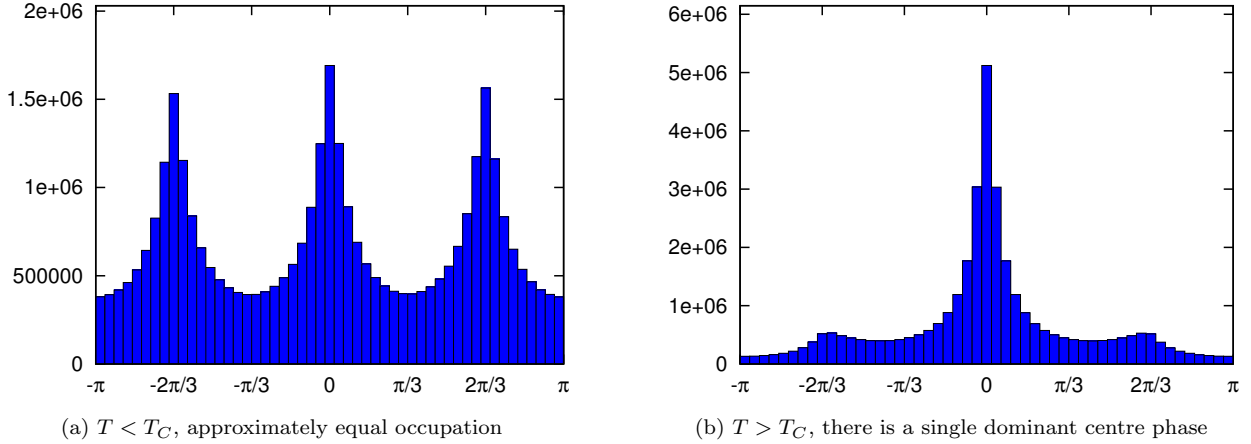 2e+06
1.5e+06
1e+06
500000
0
-π -2π/3 -π/3 0 π/3 2π/3 π
(a) T < T_C, approximately equal occupation
6e+06
5e+06
4e+06
3e+06
2e+06
1e+06
0
-π -2π/3 -π/3 0 π/3 2π/3 π
(b) T > T_C, there is a single dominant centre phase